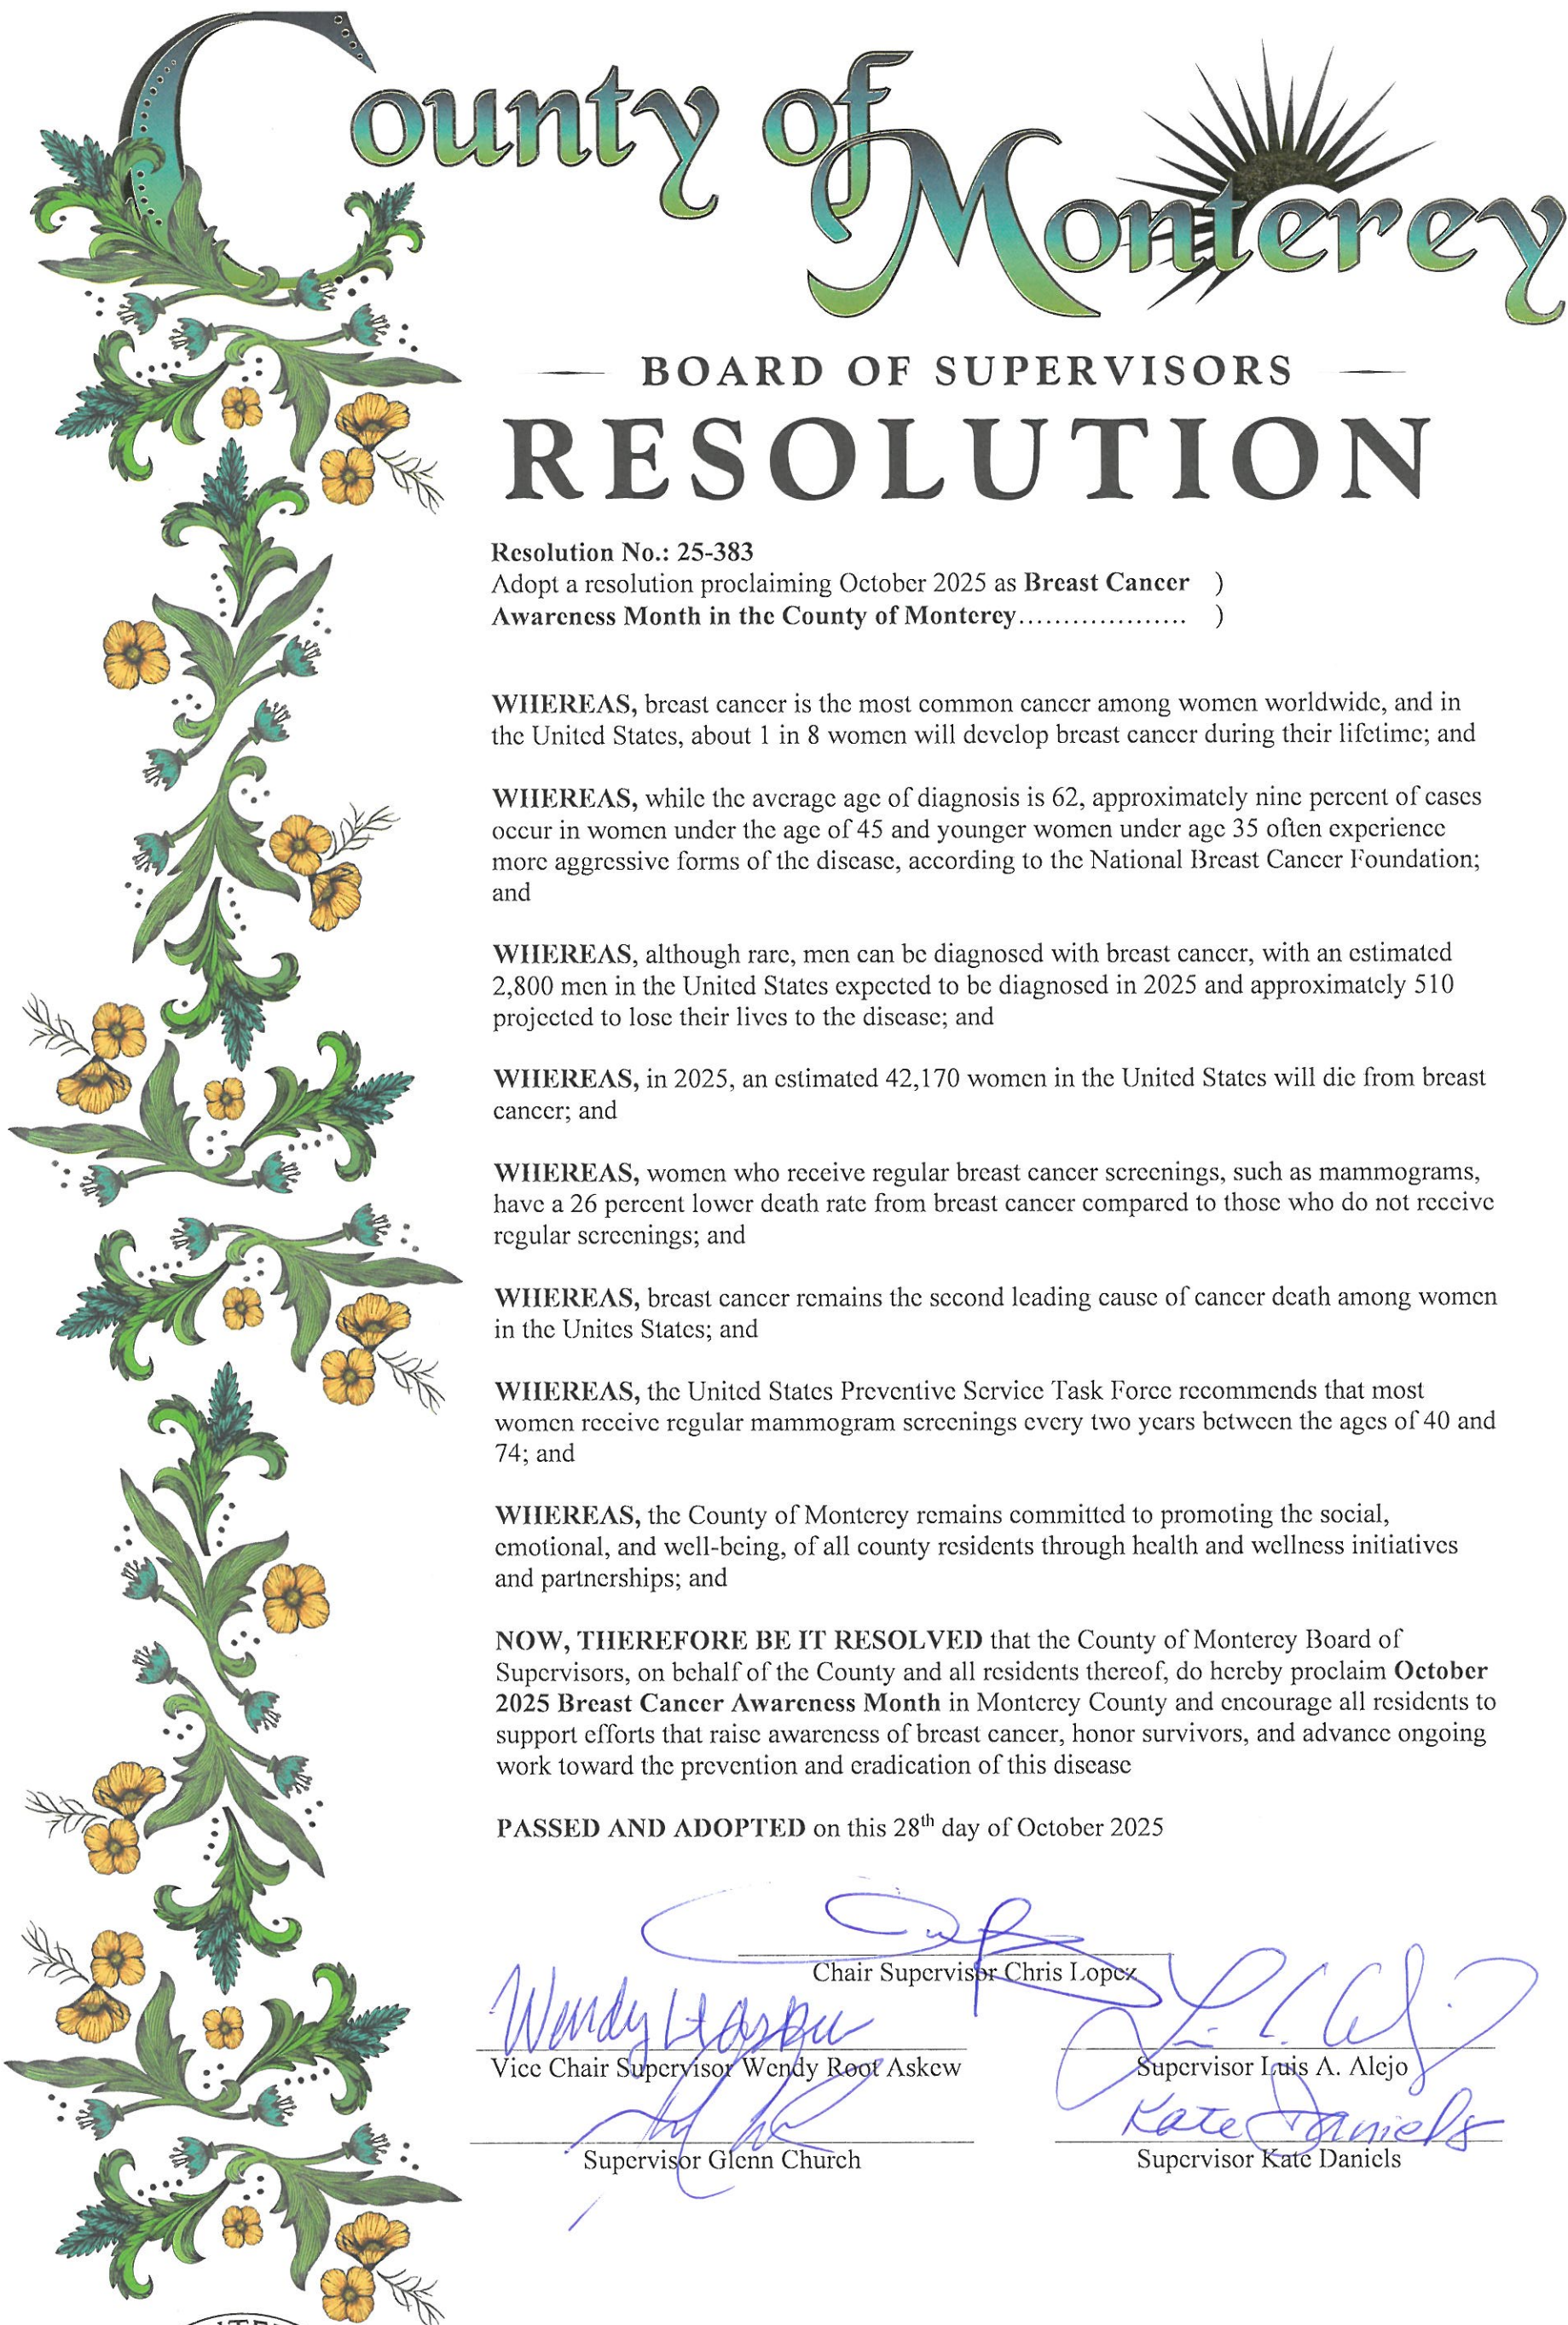 County of
Monterey
BOARD OF SUPERVISORS
RESOLUTION
Resolution No.: 25-383
Adopt a resolution proclaiming October 2025 as Breast Cancer )
Awareness Month in the County of Monterey................... )
WHEREAS, breast cancer is the most common cancer among women worldwide, and in
the United States, about 1 in 8 women will develop breast cancer during their lifetime; and
WHEREAS, while the average age of diagnosis is 62, approximately nine percent of cases
occur in women under the age of 45 and younger women under age 35 often experience
more aggressive forms of the disease, according to the National Breast Cancer Foundation;
and
WHEREAS, although rare, men can be diagnosed with breast cancer, with an estimated
2,800 men in the United States expected to be diagnosed in 2025 and approximately 510
projected to lose their lives to the disease; and
WHEREAS, in 2025, an estimated 42,170 women in the United States will die from breast
cancer; and
WHEREAS, women who receive regular breast cancer screenings, such as mammograms,
have a 26 percent lower death rate from breast cancer compared to those who do not receive
regular screenings; and
WHEREAS, breast cancer remains the second leading cause of cancer death among women
in the Unites States; and
WHEREAS, the United States Preventive Service Task Force recommends that most
women receive regular mammogram screenings every two years between the ages of 40 and
74; and
WHEREAS, the County of Monterey remains committed to promoting the social,
emotional, and well-being, of all county residents through health and wellness initiatives
and partnerships; and
NOW, THEREFORE BE IT RESOLVED that the County of Monterey Board of
Supervisors, on behalf of the County and all residents thereof, do hereby proclaim October
2025 Breast Cancer Awareness Month in Monterey County and encourage all residents to
support efforts that raise awareness of breast cancer, honor survivors, and advance ongoing
work toward the prevention and eradication of this disease
PASSED AND ADOPTED on this 28th day of October 2025
Chair Supervisor Chris Lopez
Wendy
Vice Chair Supervisor Wendy Root Askew
Supervisor Luis A. Alejo
Kate Daniels
Supervisor Glenn Church
Supervisor Kate Daniels